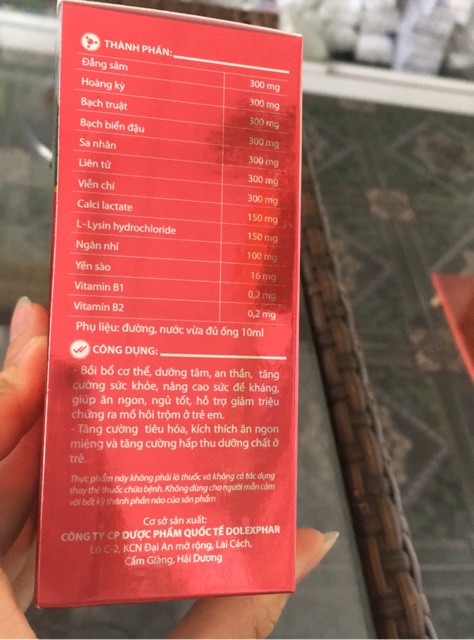 THÀNH PHẦN:
Đẳng sâm 300 mg
Hoàng kỳ 300 mg
Bạch truật 300 mg
Bạch biển đậu 300 mg
Sa nhân 300 mg
Liên tử 300 mg
Viễn chí 300 mg
Calci lactate 150 mg
L-Lysin hydrochloride 150 mg
Ngân nhĩ 100 mg
Yến sào 16 mg
Vitamin B1 0,2 mg
Vitamin B2 0,2 mg
Phụ liệu: đường, nước vừa đủ ống 10ml
CÔNG DỤNG:
- Bồi bổ cơ thể, dưỡng tâm, an thần, tăng
cường sức khỏe, nâng cao sức đề kháng,
giúp ăn ngon, ngủ tốt, hỗ trợ giảm triệu
chứng ra mồ hôi trộm ở trẻ em.
- Tăng cường tiêu hóa, kích thích ăn ngon
miệng và tăng cường hấp thu dưỡng chất ở
trẻ.
Thực phẩm này không phải là thuốc và không có tác dụng
thay thế thuốc chữa bệnh. Không dùng cho người mẫn cảm
với bất kỳ thành phần nào của sản phẩm
Cơ sở sản xuất:
CÔNG TY CP DƯỢC PHẨM QUỐC TẾ DOLEXPHAR
Lô C-2, KCN Đại An mở rộng, Lai Cách,
Cẩm Giàng, Hải Dương